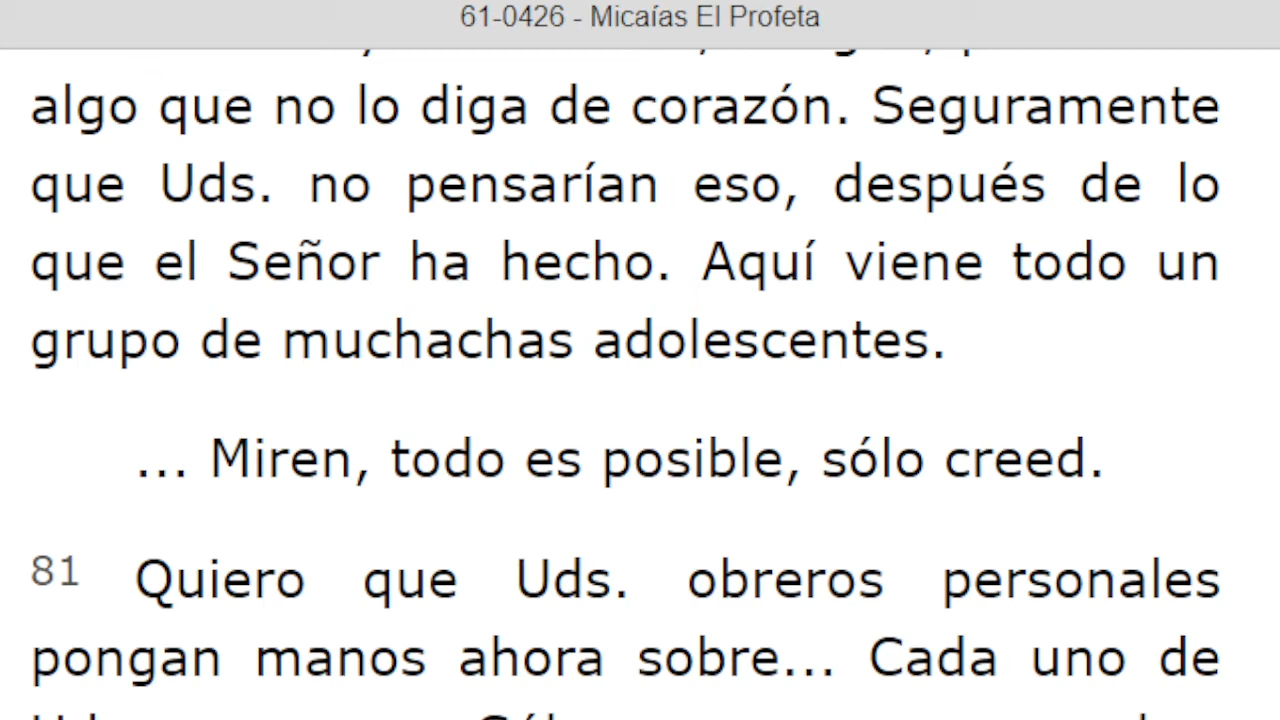 61-0426 - Micaías El Profeta
algo que no lo diga de corazón. Seguramente
que Uds. no pensarían eso, después de lo
que el Señor ha hecho. Aquí viene todo un
grupo de muchachas adolescentes.
... Miren, todo es posible, sólo creed.
81 Quiero que Uds. obreros personales
pongan manos ahora sobre... Cada uno de